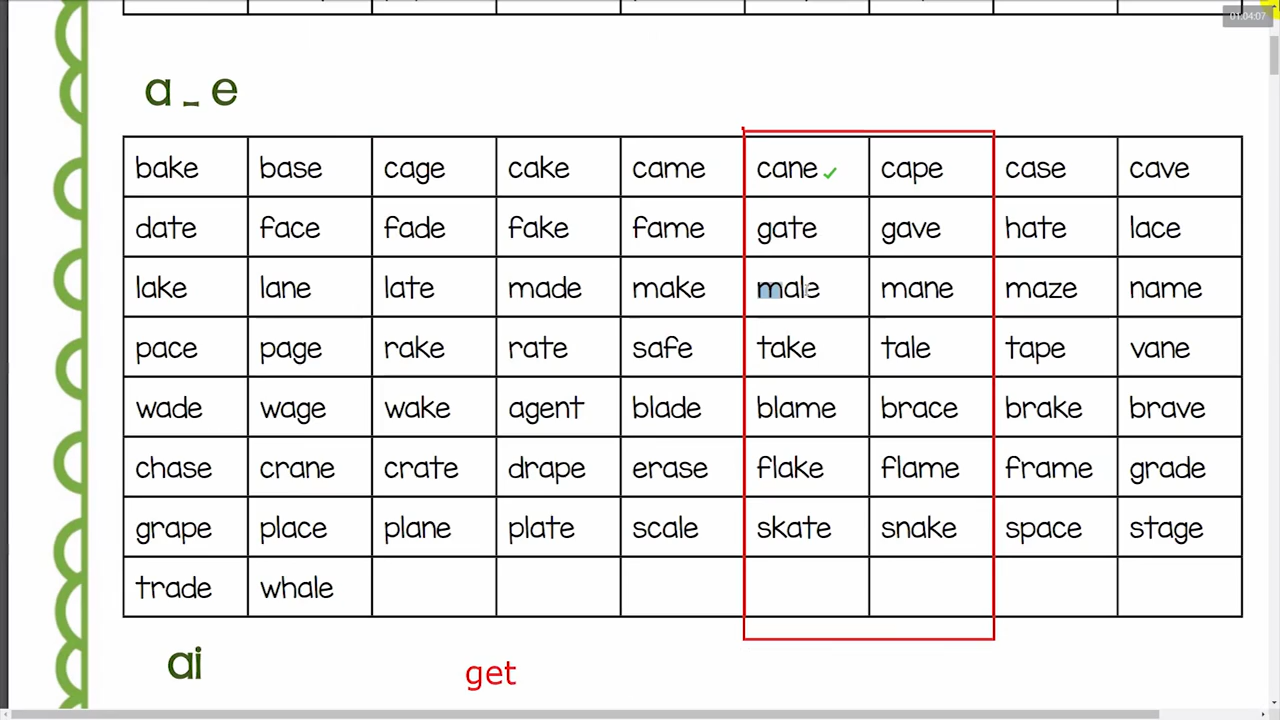 01:04:07
a _ e
bake base cage cake came cane cape case cave
date face fade fake fame gate gave hate lace
lake lane late made make male mane maze name
pace page rake rate safe take tale tape vane
wade wage wake agent blade blame brace brake brave
chase crane crate drape erase flake flame frame grade
grape place plane plate scale skate snake space stage
trade whale
ai
get